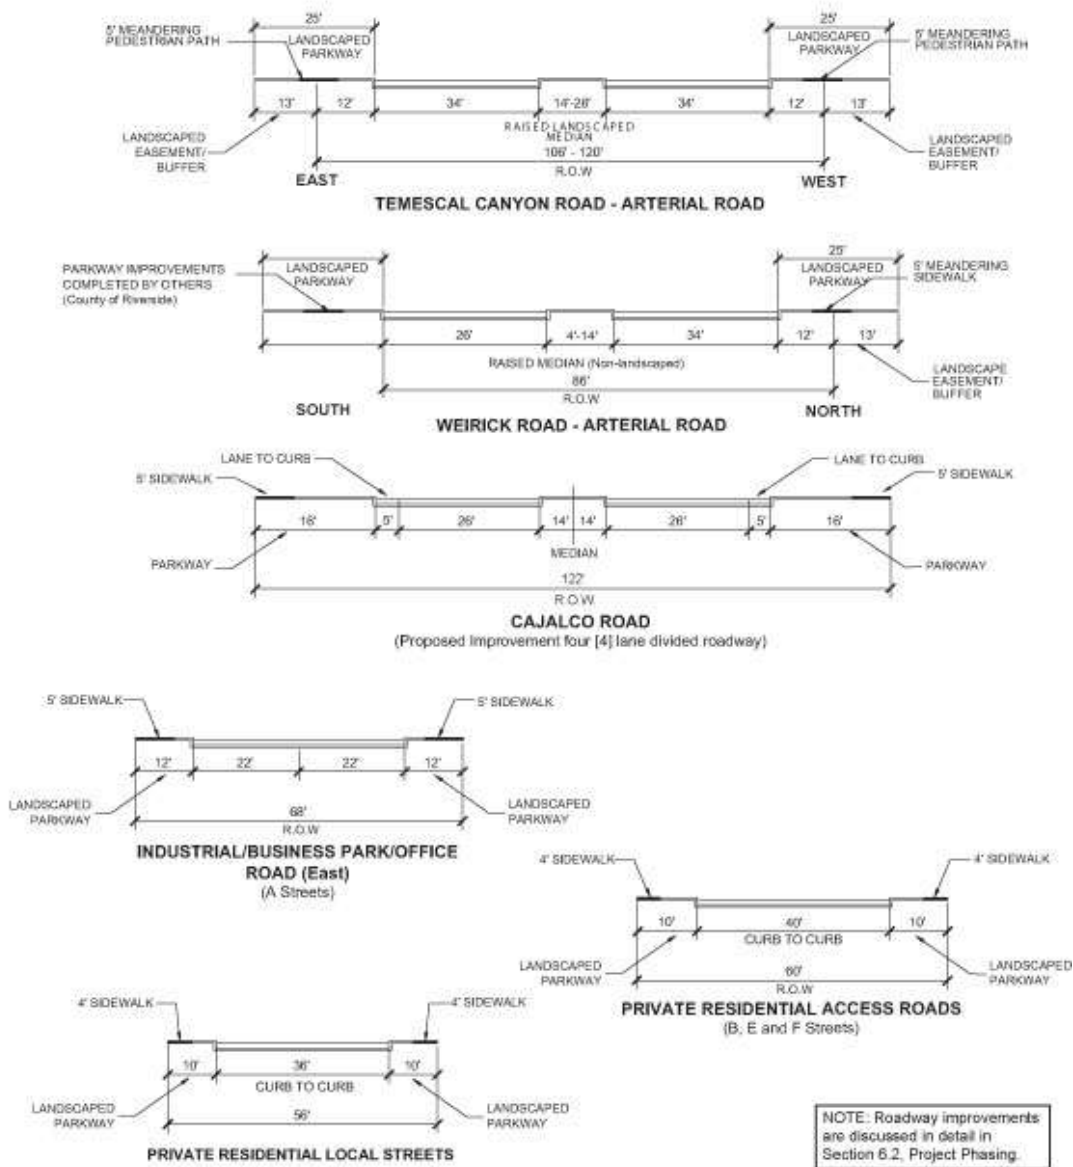 25'
25'
5' MEANDERING
PEDESTRIAN PATH
LANDSCAPED
PARKWAY
LANDSCAPED
PARKWAY
5' MEANDERING
PEDESTRIAN PATH
13'
12'
34'
14'-28'
34'
12'
13'
LANDSCAPED
EASEMENT/
BUFFER
RAISED LANDSCAPED
MEDIAN
LANDSCAPED
EASEMENT/
BUFFER
106' - 120'
R.O.W
EAST
WEST
TEMESCAL CANYON ROAD - ARTERIAL ROAD
25'
PARKWAY IMPROVEMENTS
COMPLETED BY OTHERS
(County of Riverside)
LANDSCAPED
PARKWAY
LANDSCAPED
PARKWAY
5' MEANDERING
SIDEWALK
26'
4'-14'
34'
12'
13'
RAISED MEDIAN (Non-landscaped)
LANDSCAPE
EASEMENT/
BUFFER
86'
R.O.W
SOUTH
NORTH
WEIRICK ROAD - ARTERIAL ROAD
LANE TO CURB
LANE TO CURB
5' SIDEWALK
5' SIDEWALK
16'
5'
26'
14'
14'
26'
5'
16'
PARKWAY
MEDIAN
PARKWAY
122'
R.O.W
CAJALCO ROAD
(Proposed Improvement four [4] lane divided roadway)
5' SIDEWALK
5' SIDEWALK
12'
22'
22'
12'
LANDSCAPED
PARKWAY
LANDSCAPED
PARKWAY
68'
R.O.W
INDUSTRIAL/BUSINESS PARK/OFFICE
ROAD (East)
(A Streets)
4' SIDEWALK
4' SIDEWALK
10'
40'
10'
CURB TO CURB
LANDSCAPED
PARKWAY
LANDSCAPED
PARKWAY
60'
R.O.W
PRIVATE RESIDENTIAL ACCESS ROADS
(B, E and F Streets)
4' SIDEWALK
4' SIDEWALK
10'
36'
10'
CURB TO CURB
LANDSCAPED
PARKWAY
LANDSCAPED
PARKWAY
56'
PRIVATE RESIDENTIAL LOCAL STREETS
NOTE: Roadway improvements
are discussed in detail in
Section 6.2, Project Phasing.